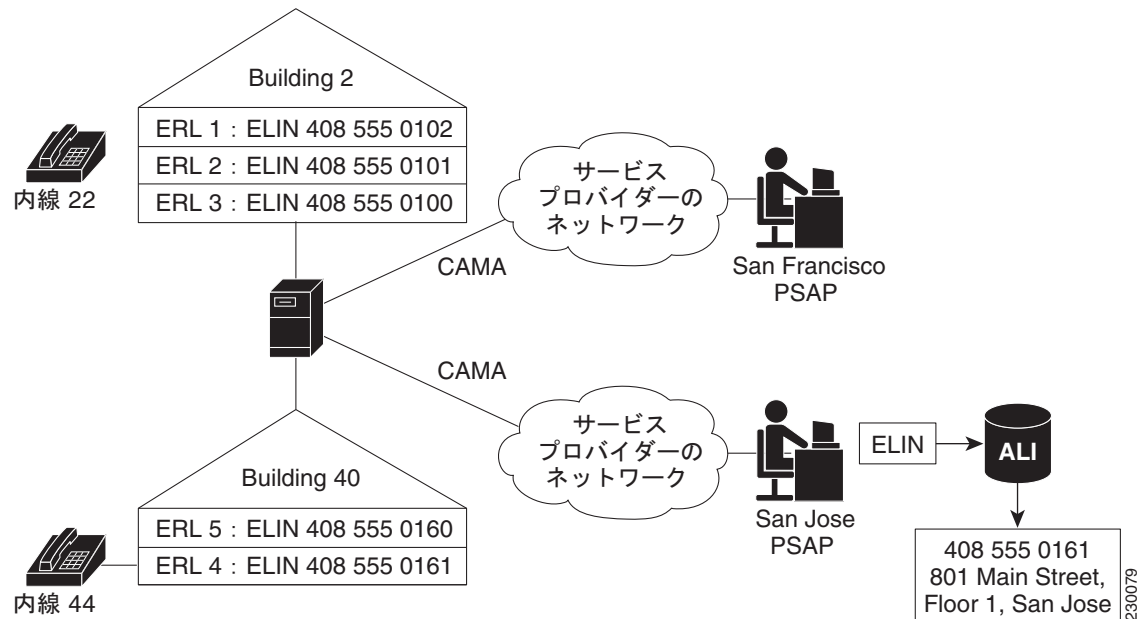 Building 2
ERL 1 : ELIN 408 555 0102
ERL 2 : ELIN 408 555 0101
ERL 3 : ELIN 408 555 0100
内線 22
サービス
プロバイダーの
ネットワーク
CAMA
San Francisco
PSAP
CAMA
サービス
プロバイダーの
ネットワーク
San Jose
PSAP
ELIN
ALI
408 555 0161
801 Main Street,
Floor 1, San Jose
Building 40
ERL 5 : ELIN 408 555 0160
ERL 4 : ELIN 408 555 0161
内線 44
230079